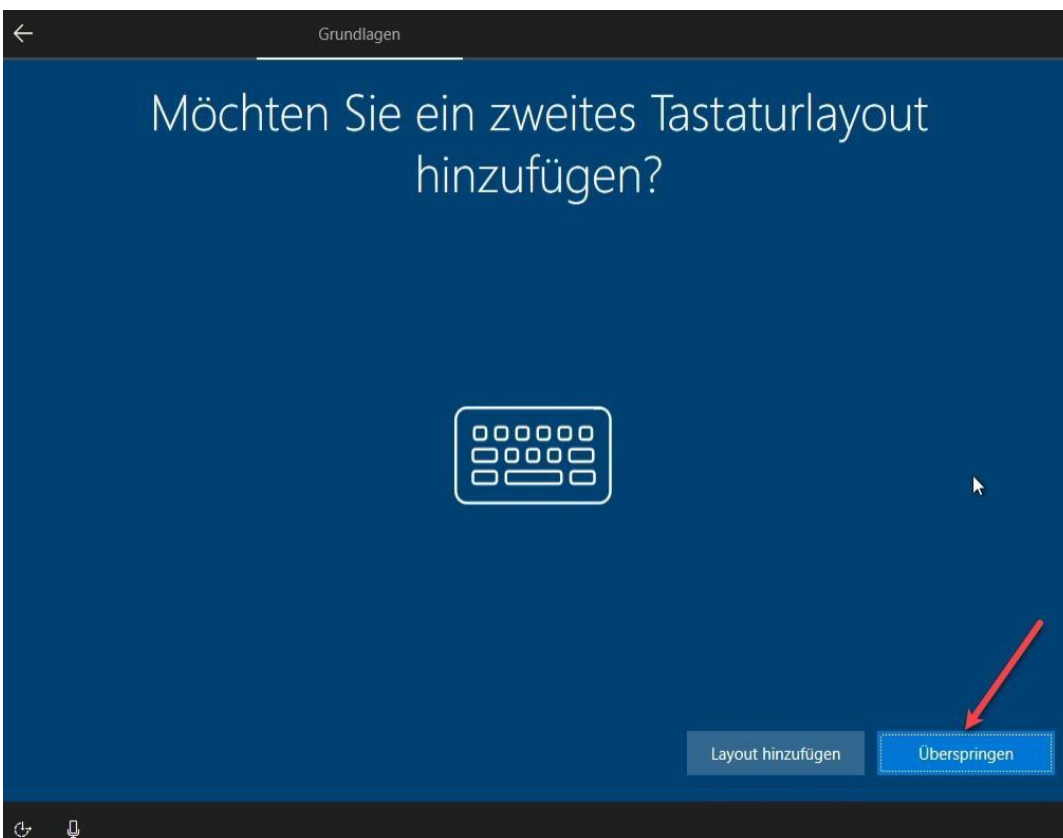 Grundlagen
Möchten Sie ein zweites Tastaturlayout
hinzufügen?
Layout hinzufügen
Überspringen